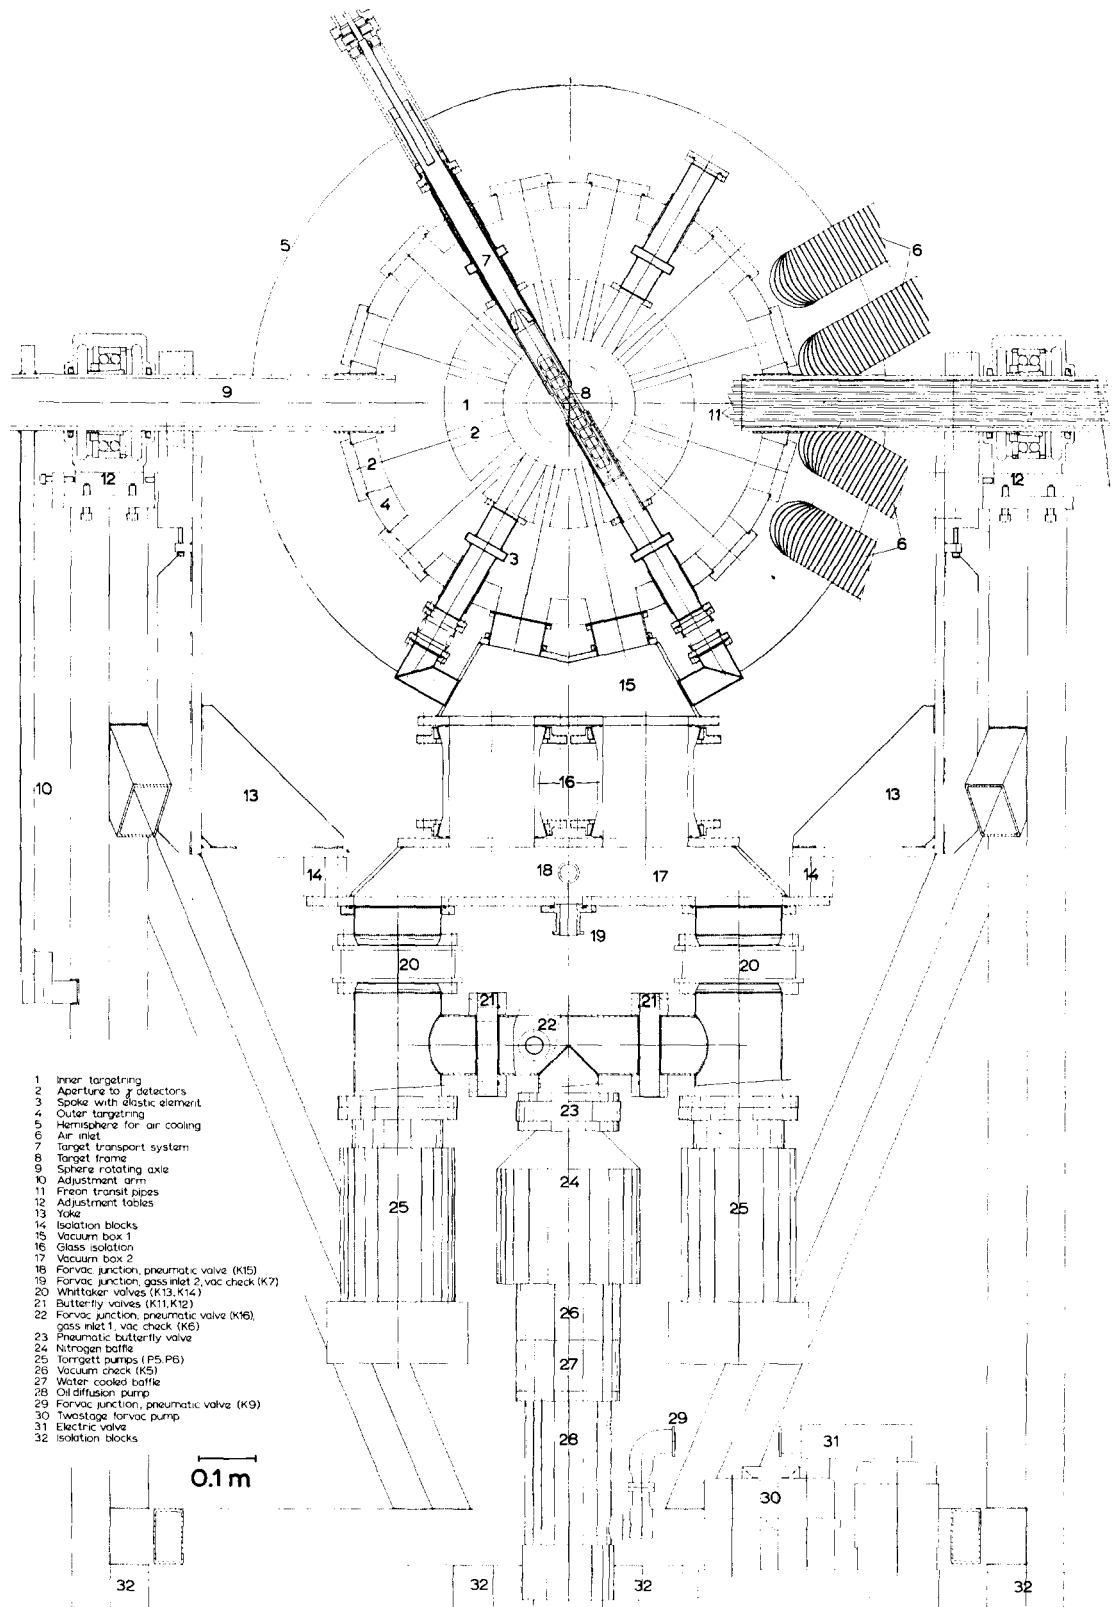 5
6
7
9
8
1
11
2
12
12
2
4
3
6
15
10
13
16
13
14
18
17
14
19
20
20
21
21
22
23
24
25
25
26
27
28
29
31
30
32
32
32
32
1 Inner targetring
2 Aperture to γ detectors
3 Spoke with elastic element
4 Outer targetring
5 Hemisphere for air cooling
6 Air inlet
7 Target transport system
8 Target frame
9 Sphere rotating axle
10 Adjustment arm
11 Freon transit pipes
12 Adjustment tables
13 Yoke
14 Isolation blocks
15 Vacuum box 1
16 Glass isolation
17 Vacuum box 2
18 Forvac. junction, pneumatic valve (K15)
19 Forvac junction, gass inlet 2, vac check (K7)
20 Whittaker valves (K13, K14)
21 Butterfly valves (K11, K12)
22 Forvac junction, pneumatic valve (K16),
gass inlet 1, vac check (K6)
23 Pneumatic butterfly valve
24 Nitrogen baffle
25 Torrgett pumps (P5, P6)
26 Vacuum check (K5)
27 Water cooled baffle
28 Oil diffusion pump
29 Forvac junction, pneumatic valve (K9)
30 Twostage forvac pump
31 Electric valve
32 Isolation blocks
0.1 m